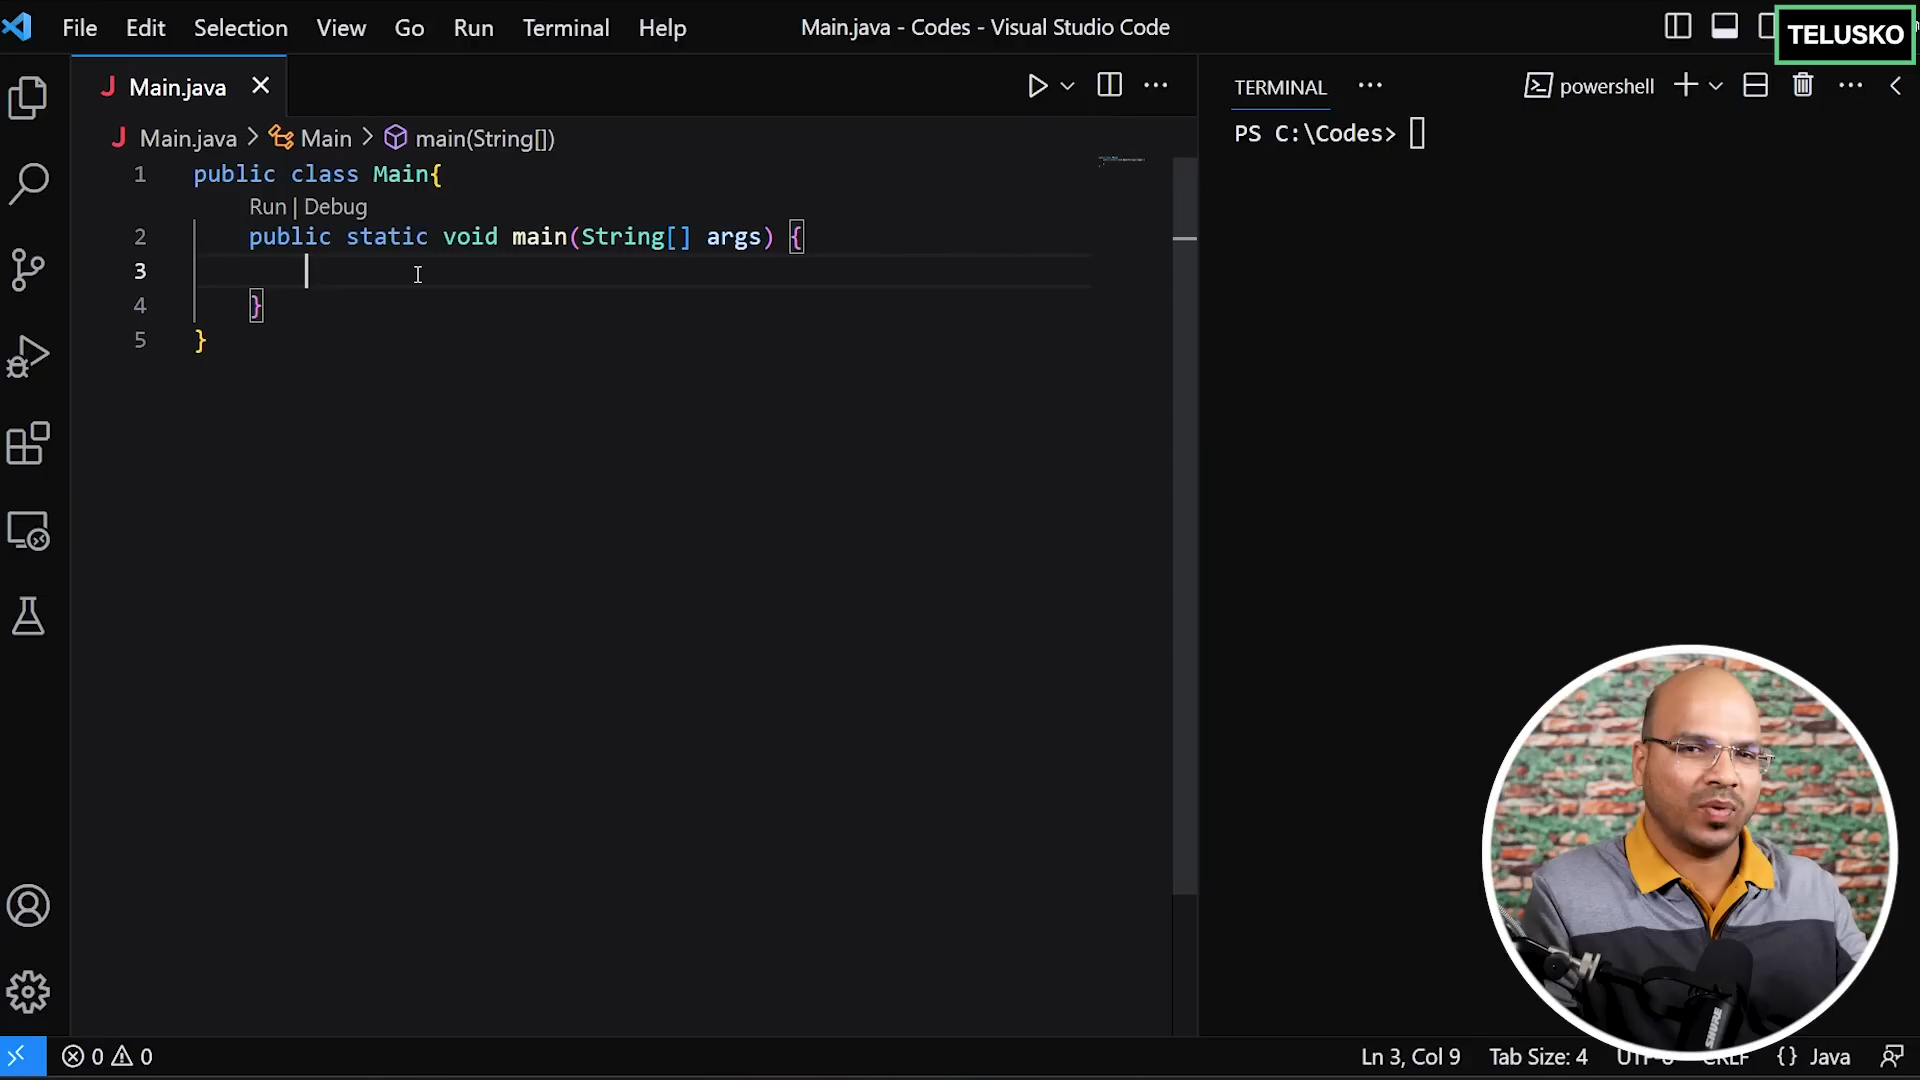 File Edit Selection View Go Run Terminal Help
Main.java - Codes - Visual Studio Code
TELUSKO
Main.java
TERMINAL
powershell
Main.java > Main > main(String[])
PS C:\Codes>
1 public class Main{
Run | Debug
2 public static void main(String[] args) {
3
4 }
5 }
SHURE
0 0
Ln 3, Col 9 Tab Size: 4 {} Java